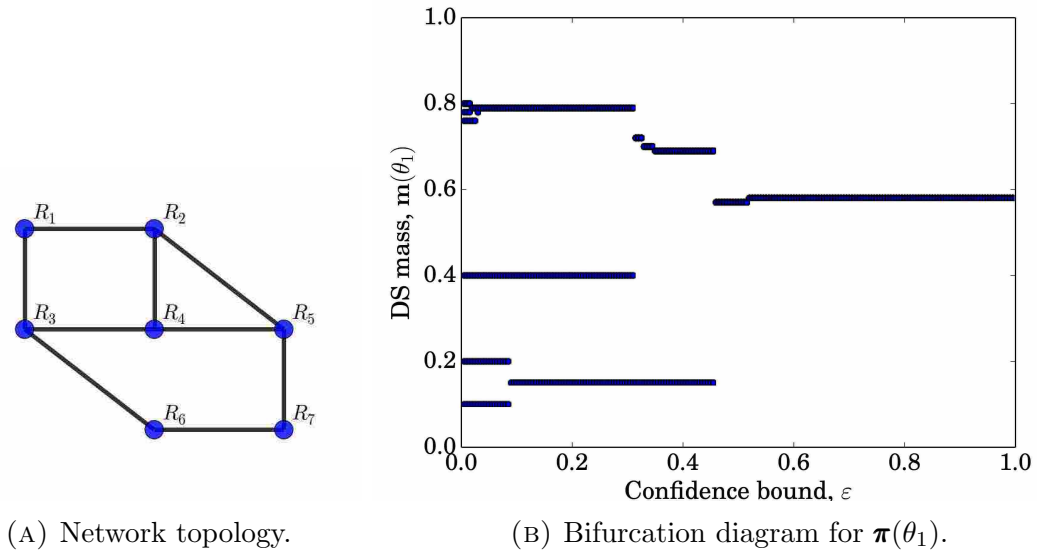 R₁
R₂
R₃
R₄
R₅
R₆
R₇
(A) Network topology.
DS mass, m(θ₁)
1.0
0.8
0.6
0.4
0.2
0.0
0.0 0.2 0.4 0.6 0.8 1.0
Confidence bound, ε
(B) Bifurcation diagram for π(θ₁).